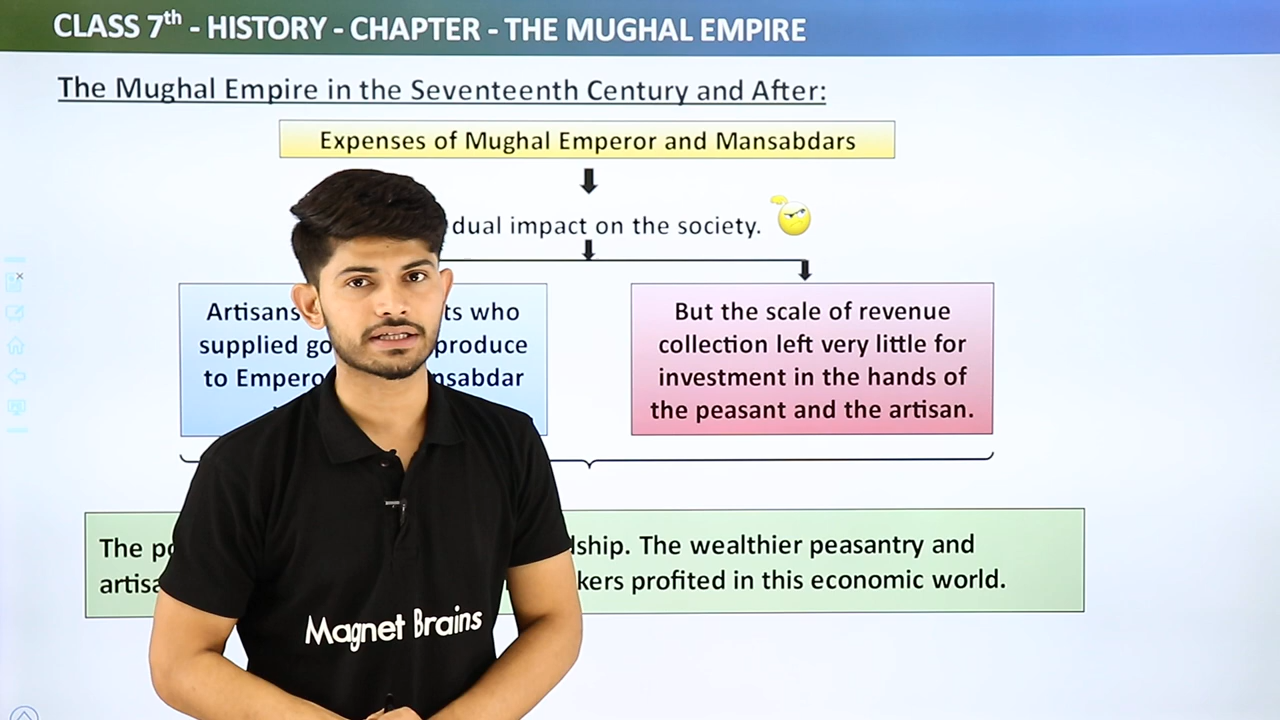 CLASS 7th - HISTORY - CHAPTER - THE MUGHAL EMPIRE
The Mughal Empire in the Seventeenth Century and After:
Expenses of Mughal Emperor and Mansabdars
dual impact on the society.
Artisans ts who
supplied go produce
to Empero nsabdar
But the scale of revenue
collection left very little for
investment in the hands of
the peasant and the artisan.
The po dship. The wealthier peasantry and
artisa kers profited in this economic world.
Magnet Brains